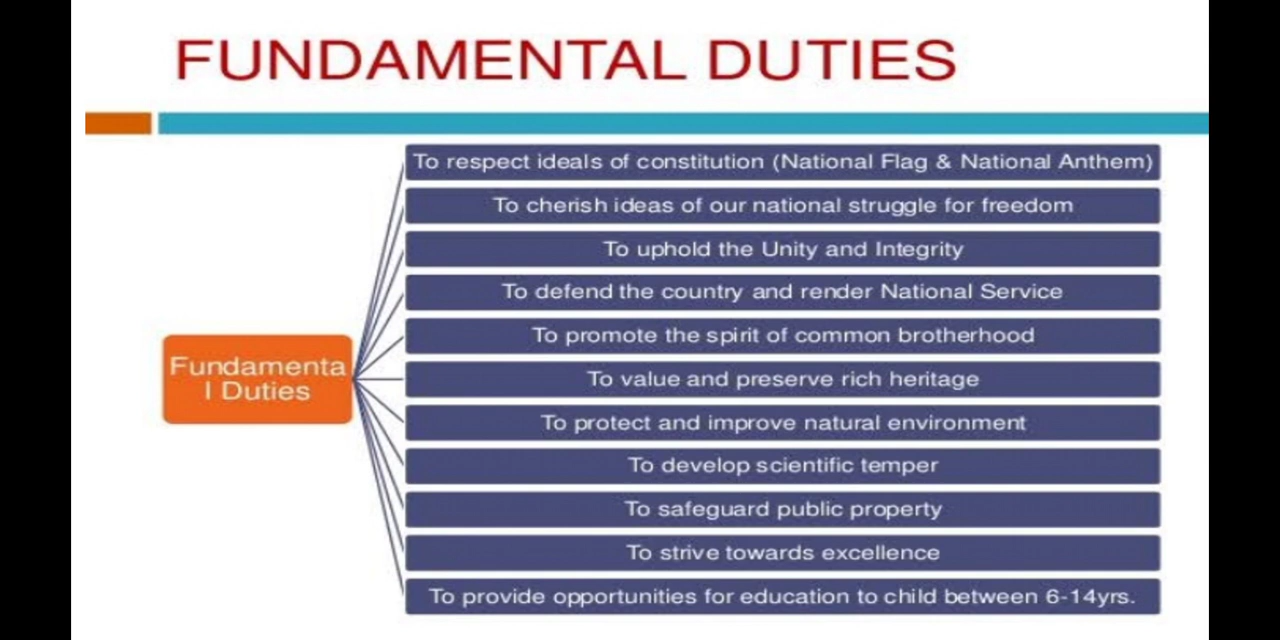 FUNDAMENTAL DUTIES
Fundamenta
l Duties
To respect ideals of constitution (National Flag & National Anthem)
To cherish ideas of our national struggle for freedom
To uphold the Unity and Integrity
To defend the country and render National Service
To promote the spirit of common brotherhood
To value and preserve rich heritage
To protect and improve natural environment
To develop scientific temper
To safeguard public property
To strive towards excellence
To provide opportunities for education to child between 6-14yrs.